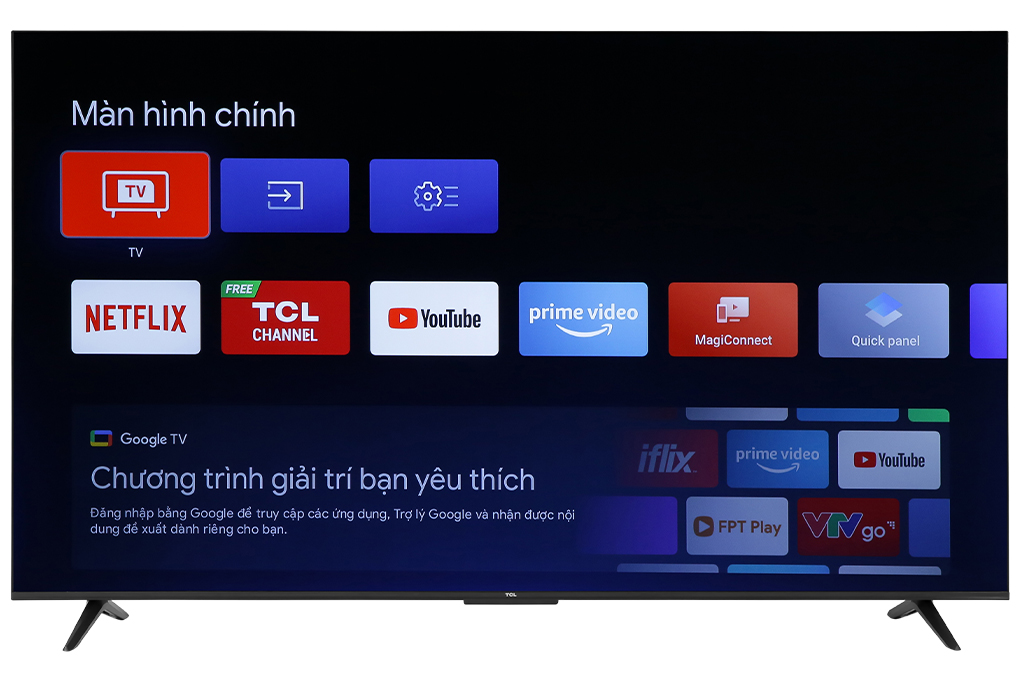 Màn hình chính
TV
TV
NETFLIX
FREE
TCL
CHANNEL
YouTube
prime video
MagiConnect
Quick panel
Google TV
Chương trình giải trí bạn yêu thích
Đăng nhập bằng Google để truy cập các ứng dụng, Trợ lý Google và nhận được nội
dung đề xuất dành riêng cho bạn.
iflix
prime video
YouTube
FPT Play
VTV go
TCL